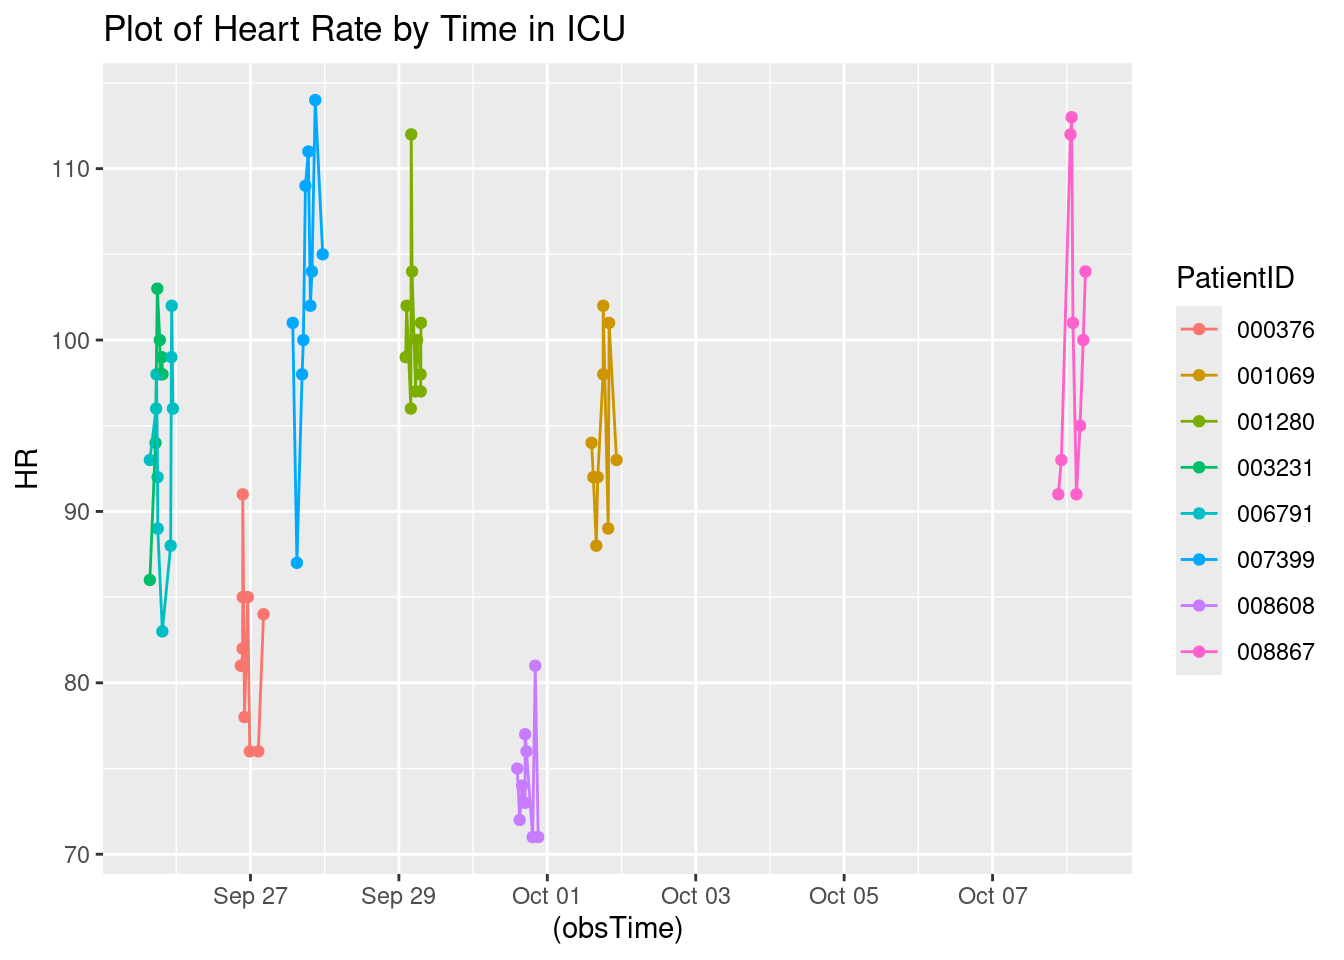 Plot of Heart Rate by Time in ICU
HR
110
100
90
80
70
Sep 27 Sep 29 Oct 01 Oct 03 Oct 05 Oct 07
(obsTime)
PatientID
000376
001069
001280
003231
006791
007399
008608
008867